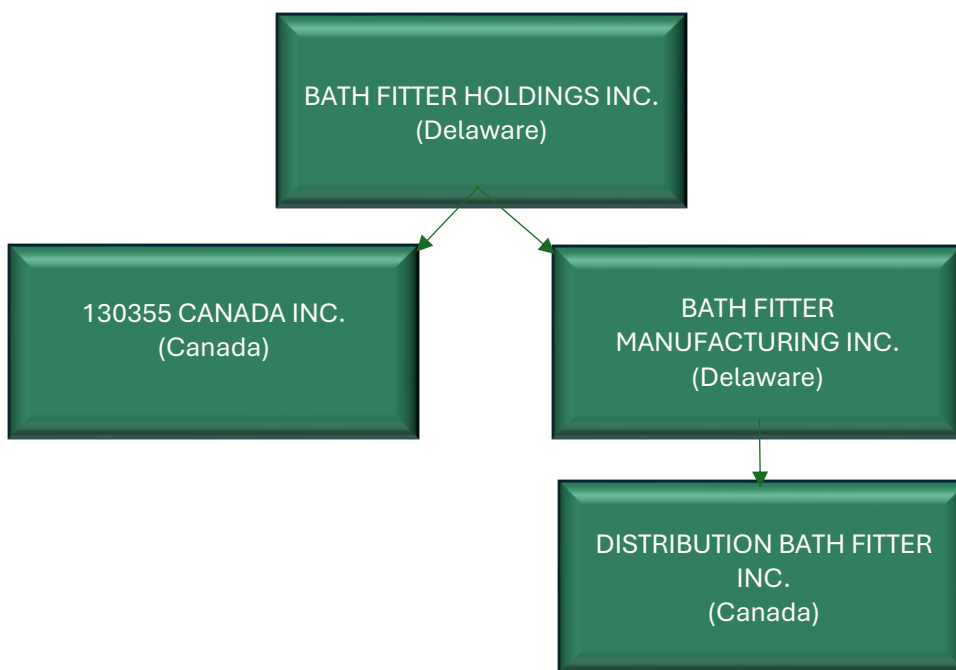 BATH FITTER HOLDINGS INC.
(Delaware)
130355 CANADA INC.
(Canada)
BATH FITTER
MANUFACTURING INC.
(Delaware)
DISTRIBUTION BATH FITTER
INC.
(Canada)